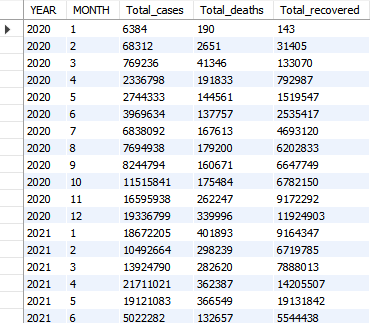 YEAR MONTH Total_cases Total_deaths Total_recovered
2020 1 6384 190 143
2020 2 68312 2651 31405
2020 3 769236 41346 133070
2020 4 2336798 191833 792987
2020 5 2744333 144561 1519547
2020 6 3969634 137757 2535417
2020 7 6838092 167613 4693120
2020 8 7694938 179200 6202833
2020 9 8244794 160671 6647749
2020 10 11515841 175484 6782150
2020 11 16595938 262247 9172292
2020 12 19336799 339996 11924903
2021 1 18672205 401893 9164347
2021 2 10492664 298239 6719785
2021 3 13924790 282620 7888013
2021 4 21711021 362387 14205507
2021 5 19121083 366549 19131842
2021 6 5022282 132657 5544438